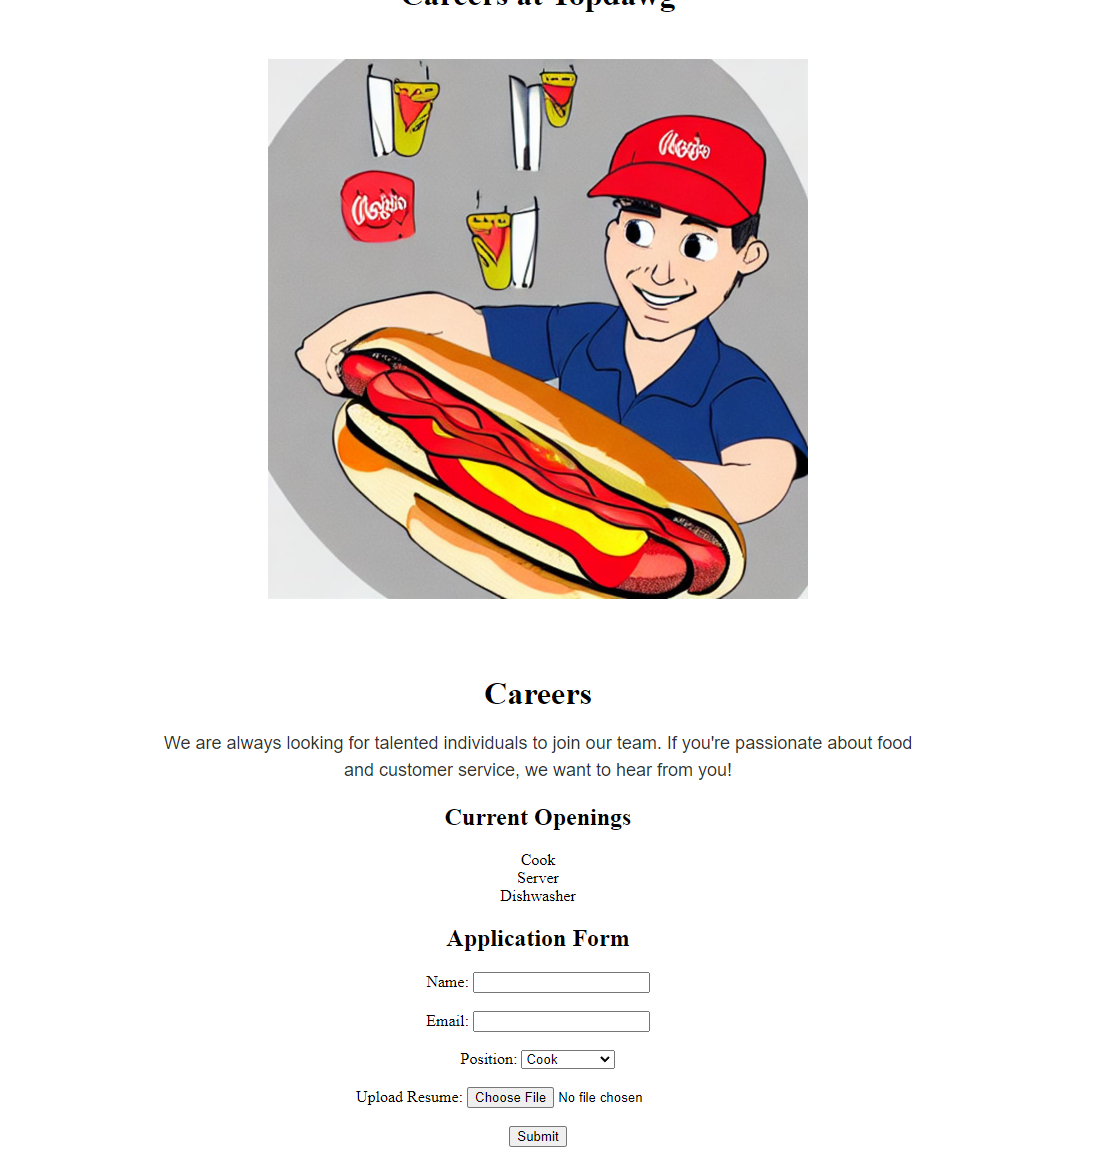 Careers at Topdawg
Careers
We are always looking for talented individuals to join our team. If you're passionate about food
and customer service, we want to hear from you!
Current Openings
Cook
Server
Dishwasher
Application Form
Name:
Email:
Position: Cook
Upload Resume: Choose File No file chosen
Submit